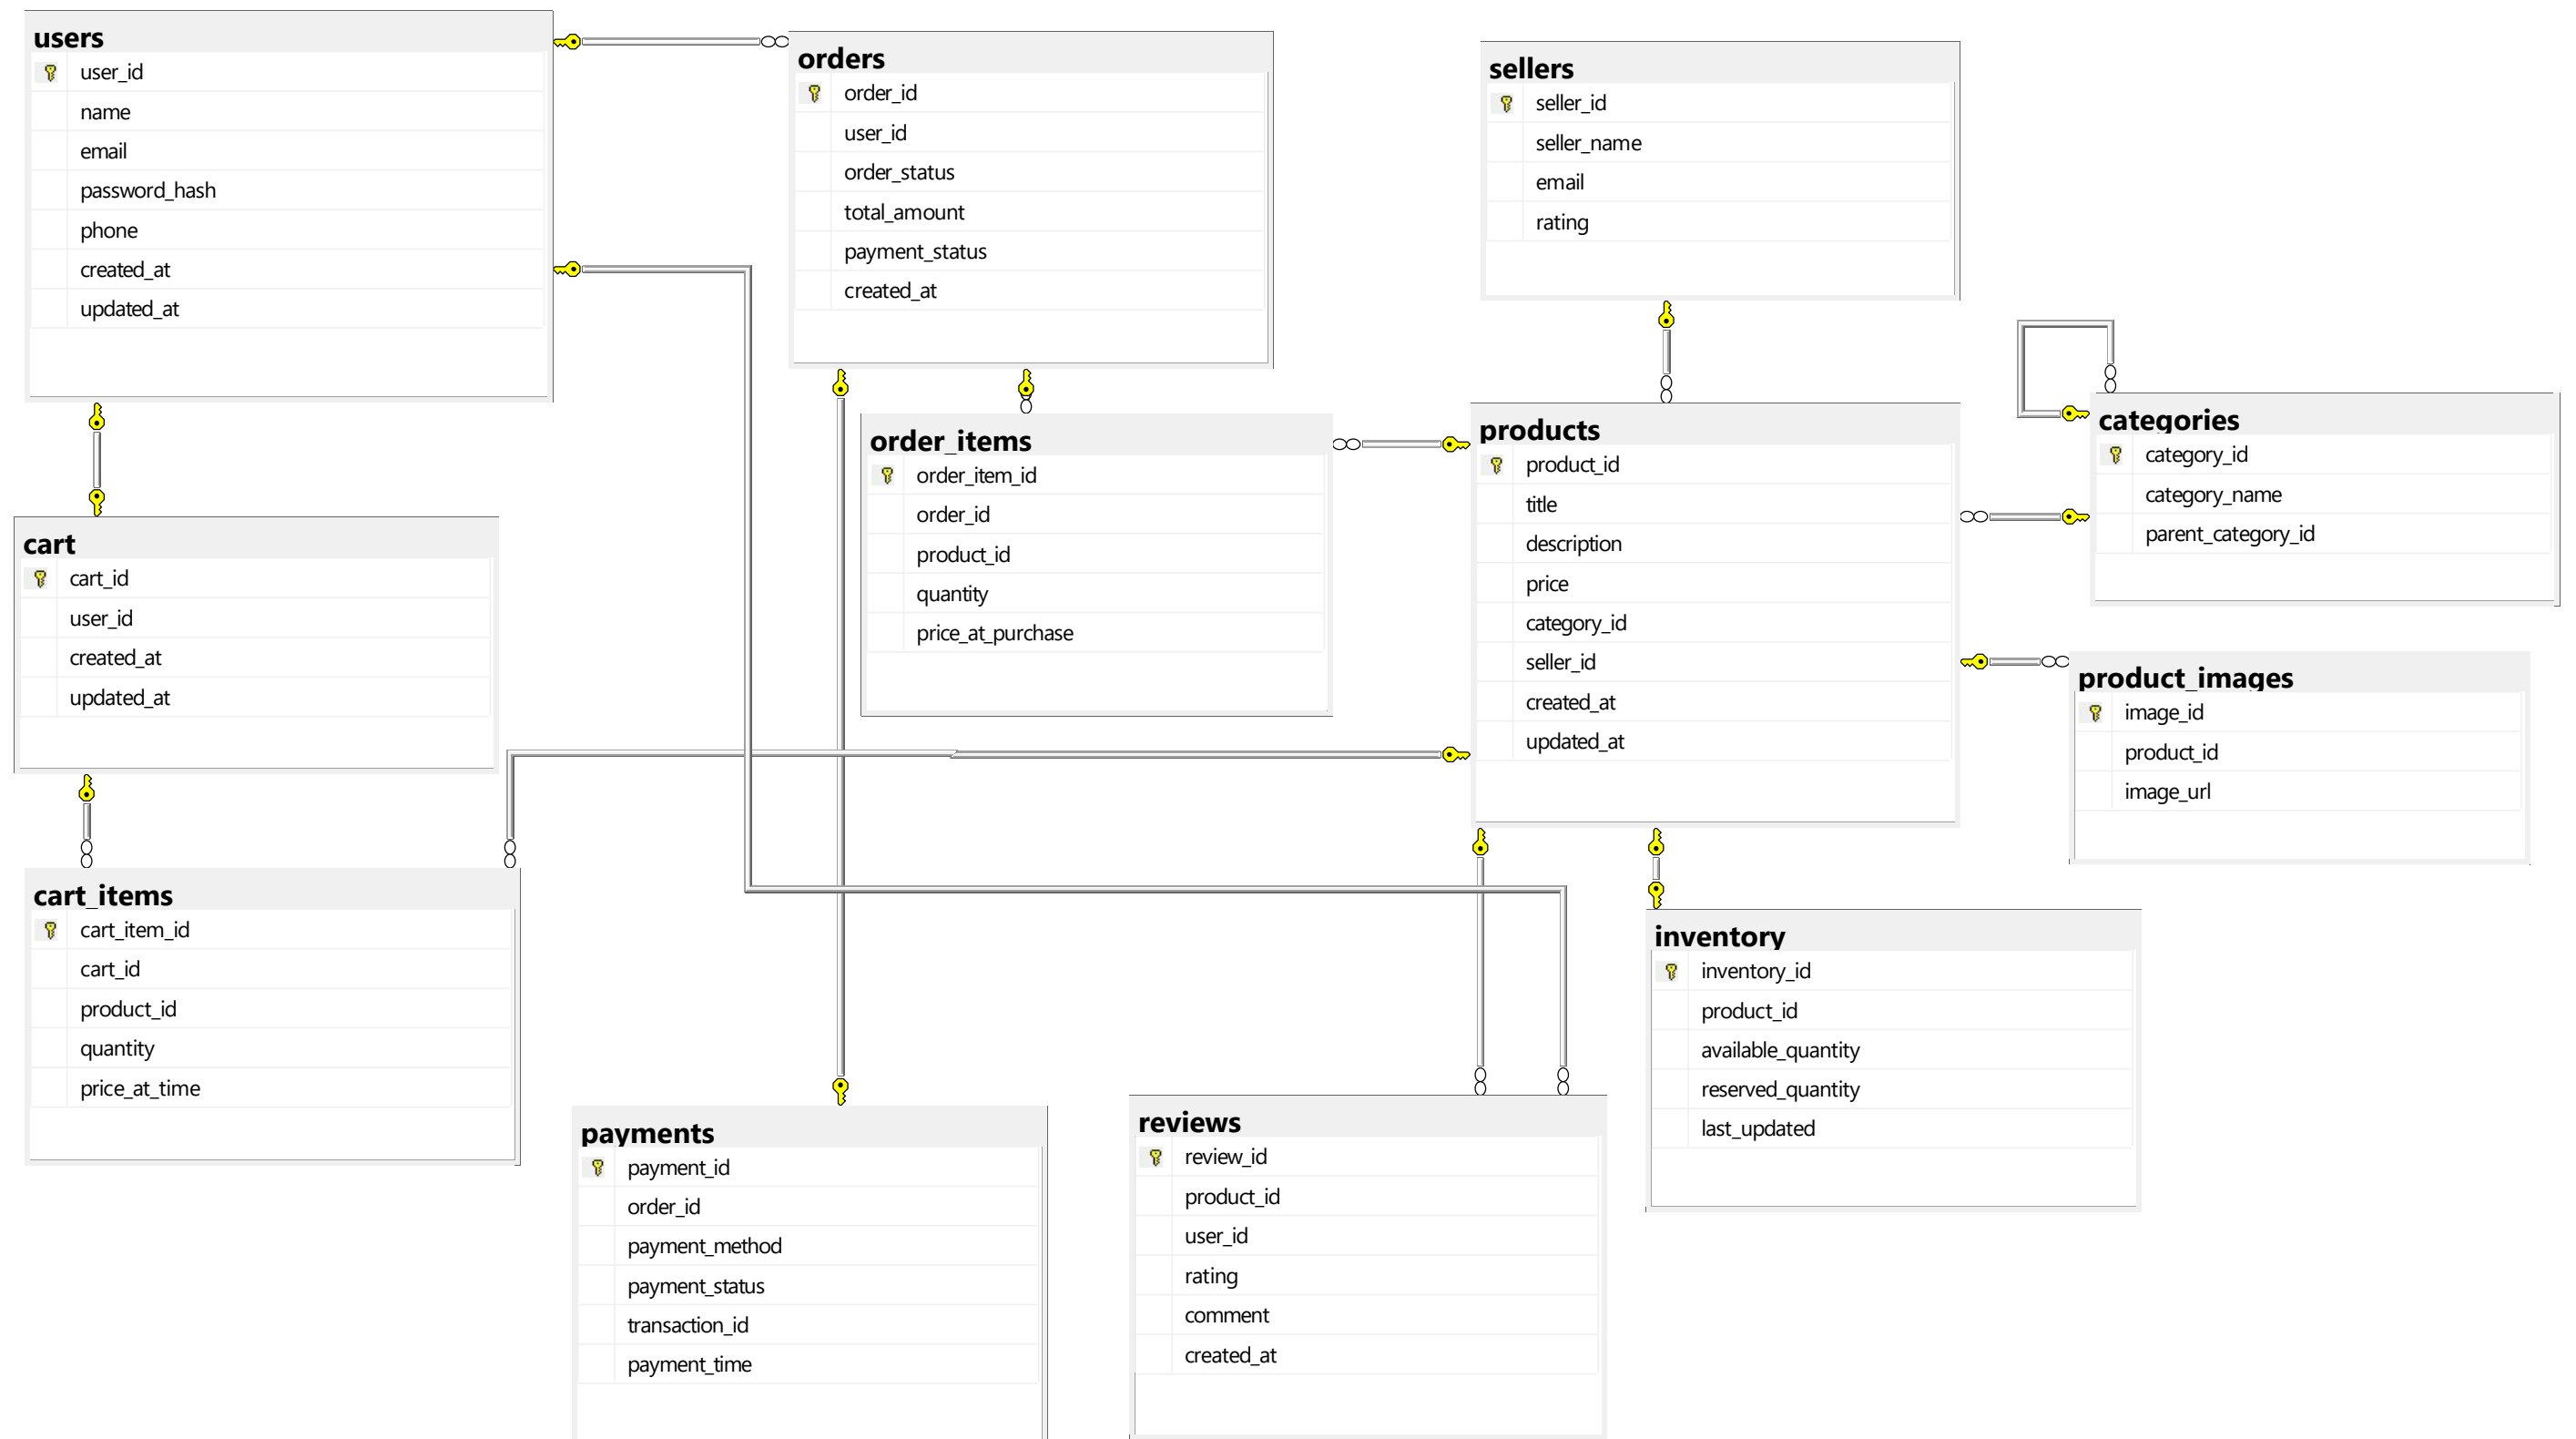 users
user_id
name
email
password_hash
phone
created_at
updated_at
orders
order_id
user_id
order_status
total_amount
payment_status
created_at
sellers
seller_id
seller_name
email
rating
order_items
order_item_id
order_id
product_id
quantity
price_at_purchase
products
product_id
title
description
price
category_id
seller_id
created_at
updated_at
categories
category_id
category_name
parent_category_id
cart
cart_id
user_id
created_at
updated_at
product_images
image_id
product_id
image_url
cart_items
cart_item_id
cart_id
product_id
quantity
price_at_time
inventory
inventory_id
product_id
available_quantity
reserved_quantity
last_updated
payments
payment_id
order_id
payment_method
payment_status
transaction_id
payment_time
reviews
review_id
product_id
user_id
rating
comment
created_at